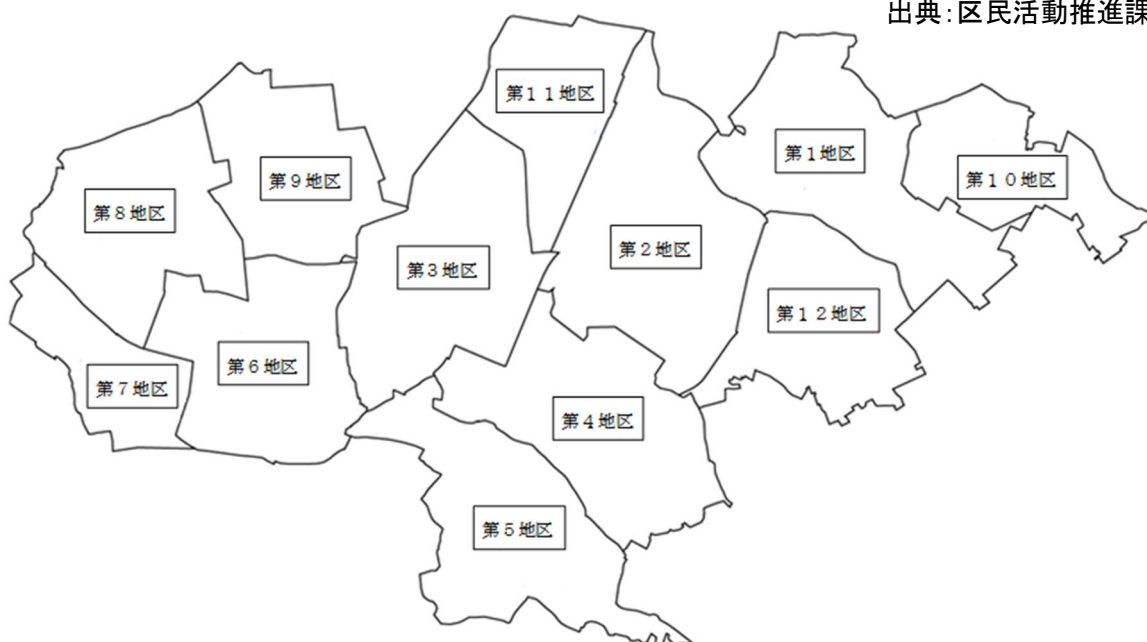 出典:区民活動推進課
第11地区
第1地区
第10地区
第9地区
第8地区
第2地区
第3地区
第12地区
第6地区
第7地区
第4地区
第5地区